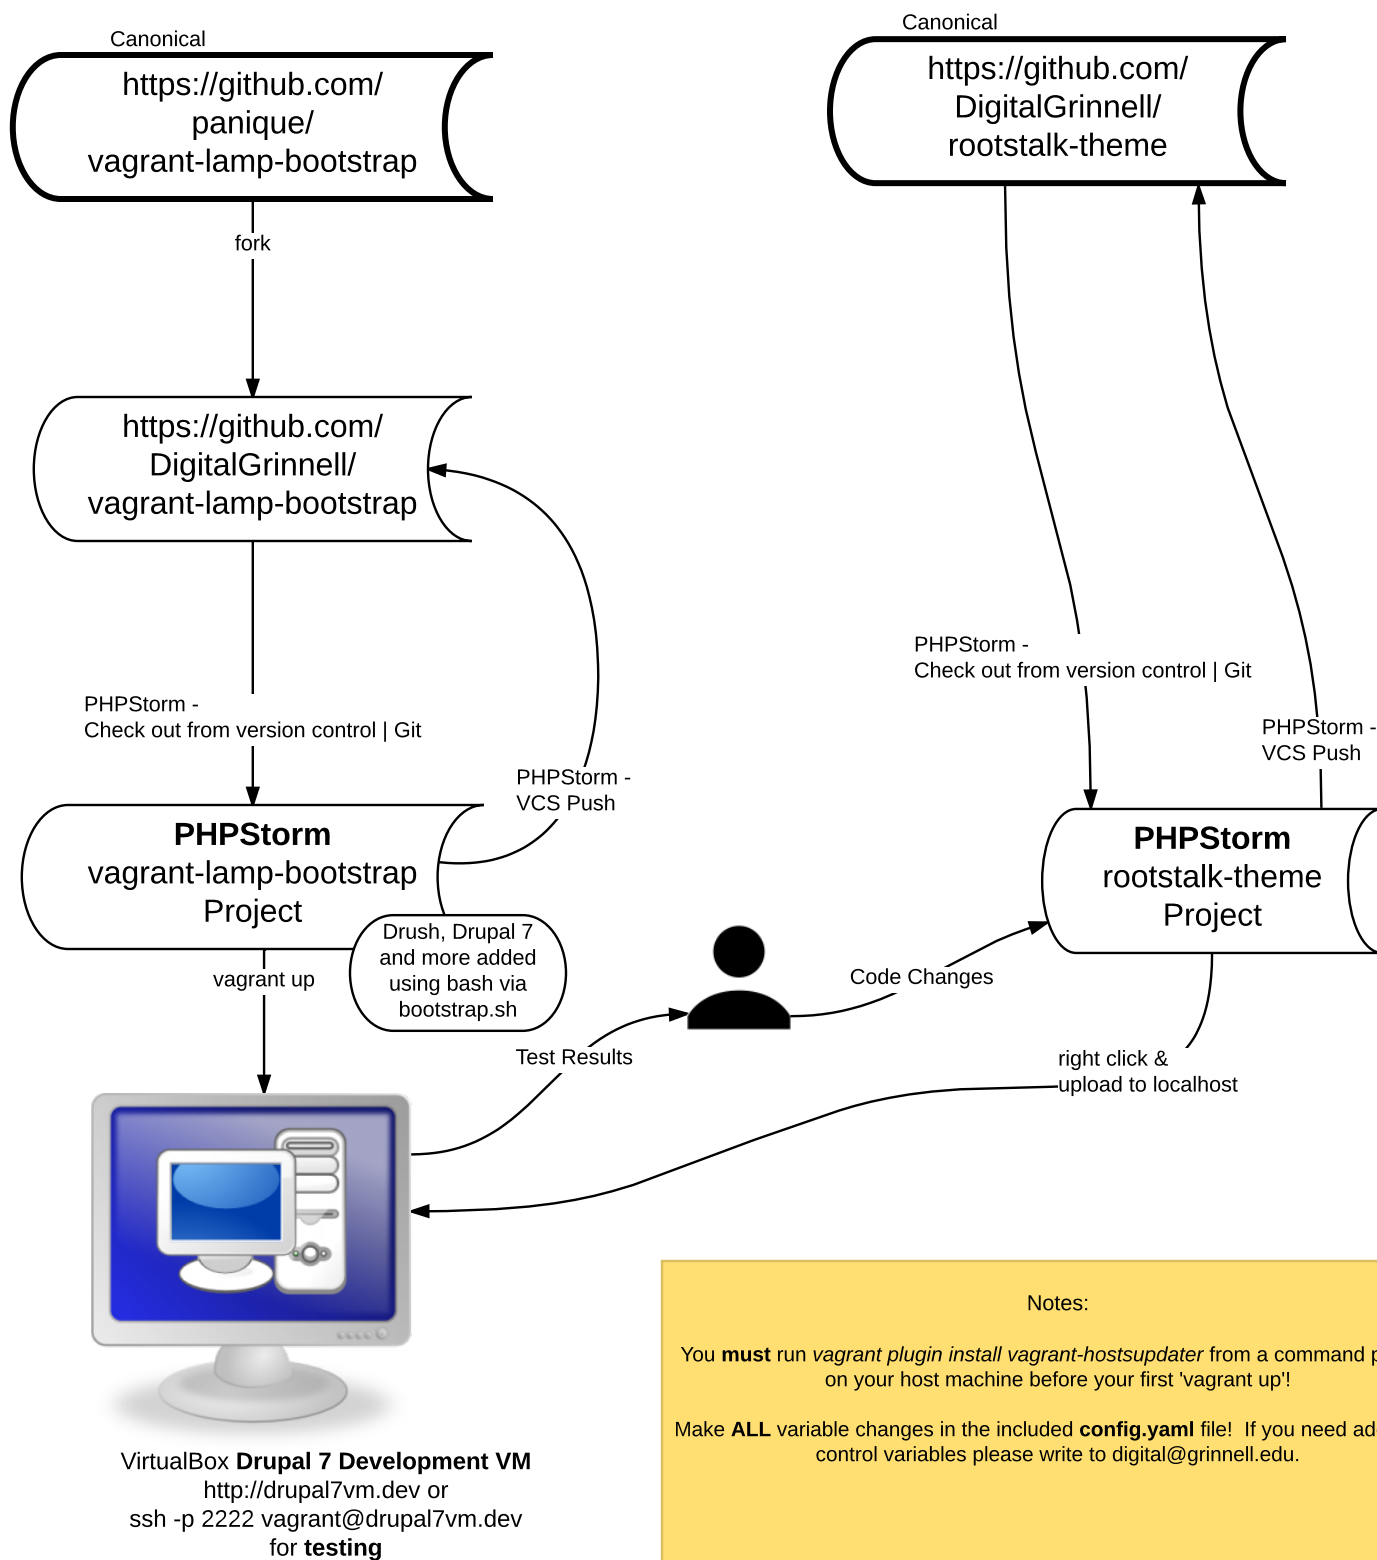 Canonical
https://github.com/
panique/
vagrant-lamp-bootstrap
Canonical
https://github.com/
DigitalGrinnell/
rootstalk-theme
fork
https://github.com/
DigitalGrinnell/
vagrant-lamp-bootstrap
PHPStorm -
Check out from version control | Git
PHPStorm -
Check out from version control | Git
PHPStorm -
VCS Push
PHPStorm -
VCS Push
PHPStorm
vagrant-lamp-bootstrap
Project
PHPStorm
rootstalk-theme
Project
Drush, Drupal 7
and more added
using bash via
bootstrap.sh
vagrant up
Code Changes
Test Results
right click &
upload to localhost
Notes:
You must run vagrant plugin install vagrant-hostsupdater from a command
on your host machine before your first 'vagrant up'!
Make ALL variable changes in the included config.yaml file!  If you need
control variables please write to digital@grinnell.edu.
VirtualBox Drupal 7 Development VM
http://drupal7vm.dev or
ssh -p 2222 vagrant@drupal7vm.dev
for testing